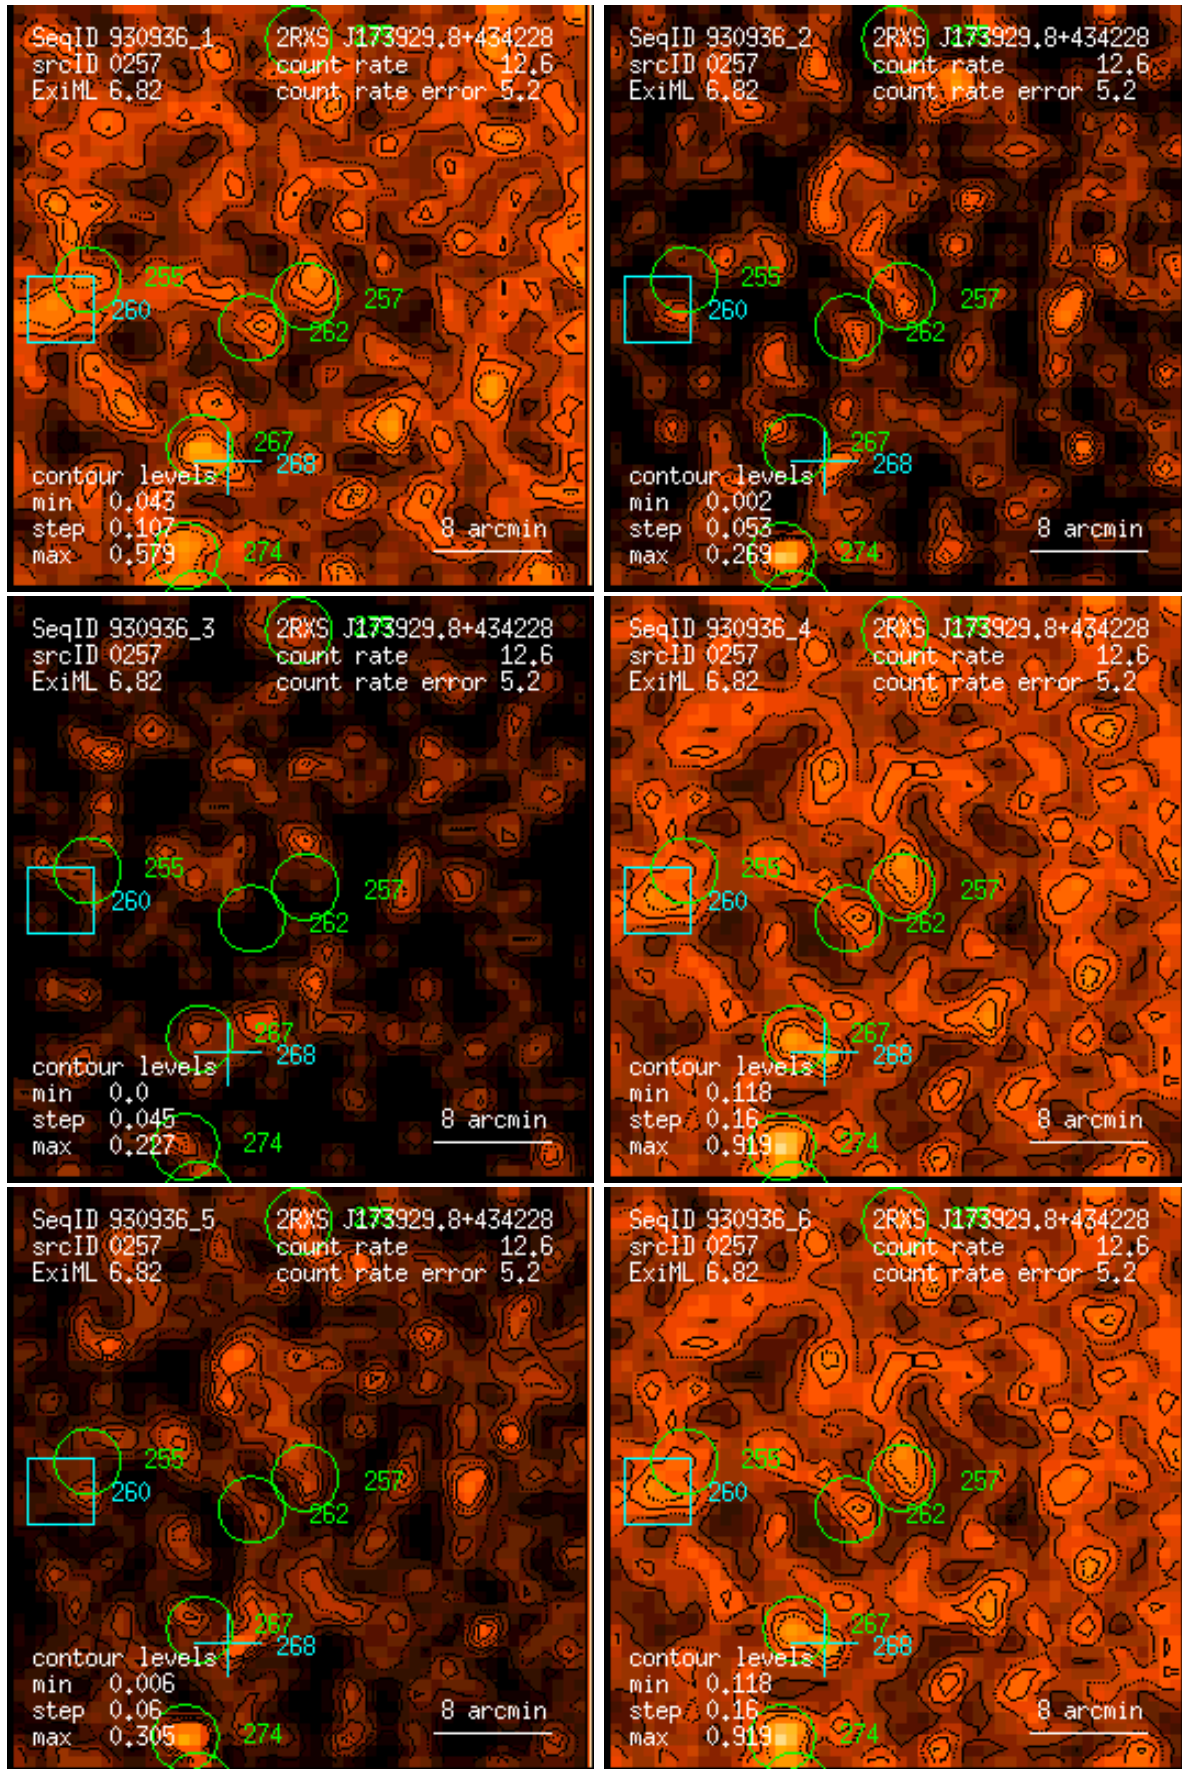 SeqID 930936_1 2RXS J173929.8+434228
srcID 0257 count rate 12.6
ExiML 6.82 count rate error 5.2
255
260
257
262
267
268
contour levels
min 0.043
step 0.107
max 0.579
8 arcmin
274
SeqID 930936_2 2RXS J173929.8+434228
srcID 0257 count rate 12.6
ExiML 6.82 count rate error 5.2
255
260
257
262
267
268
contour levels
min 0.002
step 0.053
max 0.269
8 arcmin
274
SeqID 930936_3 2RXS J173929.8+434228
srcID 0257 count rate 12.6
ExiML 6.82 count rate error 5.2
255
260
257
262
267
268
contour levels
min 0.0
step 0.045
max 0.227
8 arcmin
274
SeqID 930936_4 2RXS J173929.8+434228
srcID 0257 count rate 12.6
ExiML 6.82 count rate error 5.2
255
260
257
262
267
268
contour levels
min 0.118
step 0.16
max 0.919
8 arcmin
274
SeqID 930936_5 2RXS J173929.8+434228
srcID 0257 count rate 12.6
ExiML 6.82 count rate error 5.2
255
260
257
262
267
268
contour levels
min 0.006
step 0.06
max 0.305
8 arcmin
274
SeqID 930936_6 2RXS J173929.8+434228
srcID 0257 count rate 12.6
ExiML 6.82 count rate error 5.2
255
260
257
262
267
268
contour levels
min 0.118
step 0.16
max 0.919
8 arcmin
274